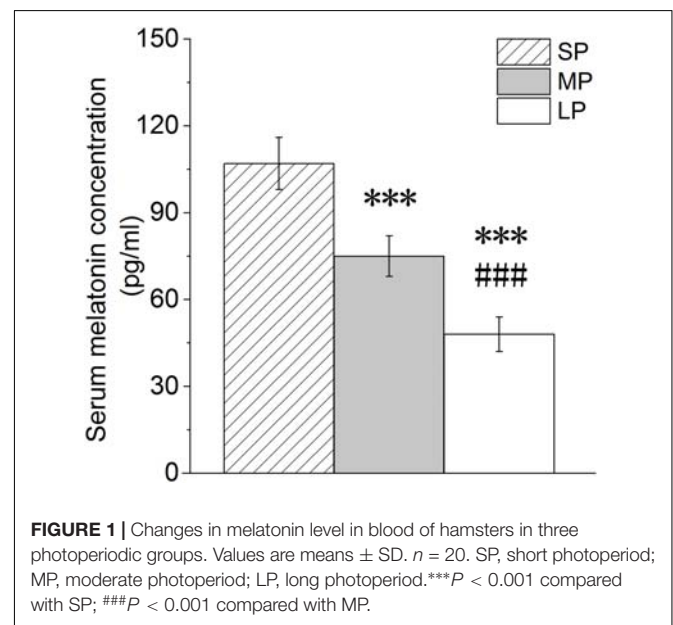 150
120
90
60
30
0
Serum melatonin concentration
(pg/ml)
SP
MP
LP
***
***
###
FIGURE 1 | Changes in melatonin level in blood of hamsters in three
photoperiodic groups. Values are means ± SD. n = 20. SP, short photoperiod;
MP, moderate photoperiod; LP, long photoperiod.***P < 0.001 compared
with SP; ###P < 0.001 compared with MP.